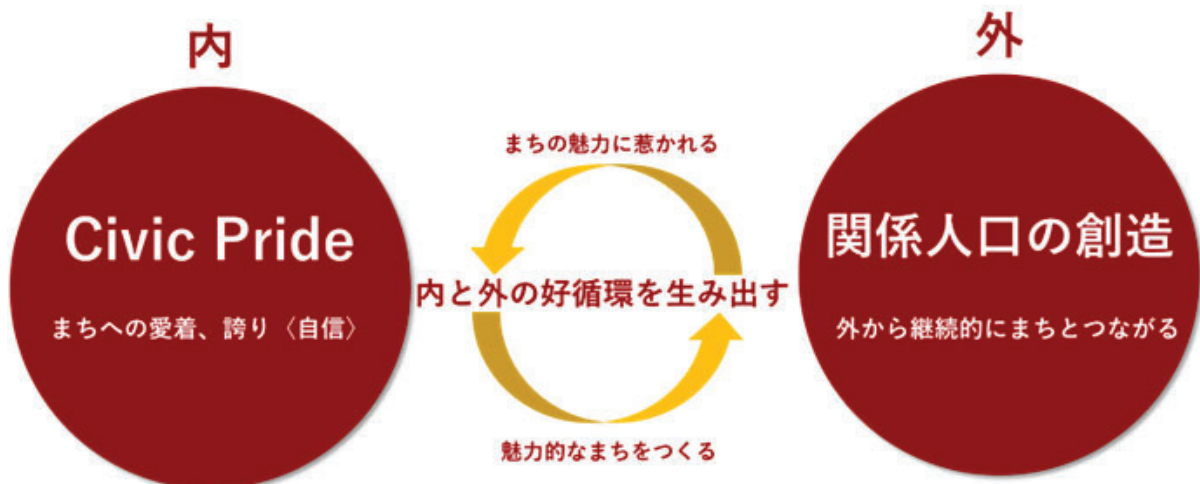 内
外
まちの魅力に惹かれる
Civic Pride
関係人口の創造
内と外の好循環を生み出す
まちへの愛着、誇り〈自信〉
外から継続的にまちとつながる
魅力的なまちをつくる